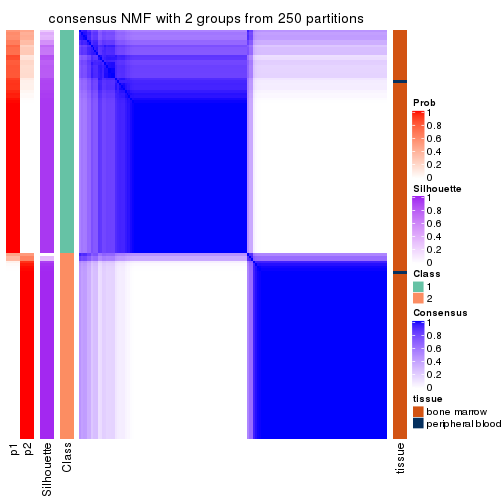 consensus NMF with 2 groups from 250 partitions
Prob
1
0.8
0.6
0.4
0.2
0
Silhouette
1
0.8
0.6
0.4
0.2
0
Class
1
2
Consensus
1
0.8
0.6
0.4
0.2
0
tissue
bone marrow
peripheral blood
p1
p2
Silhouette
Class
tissue